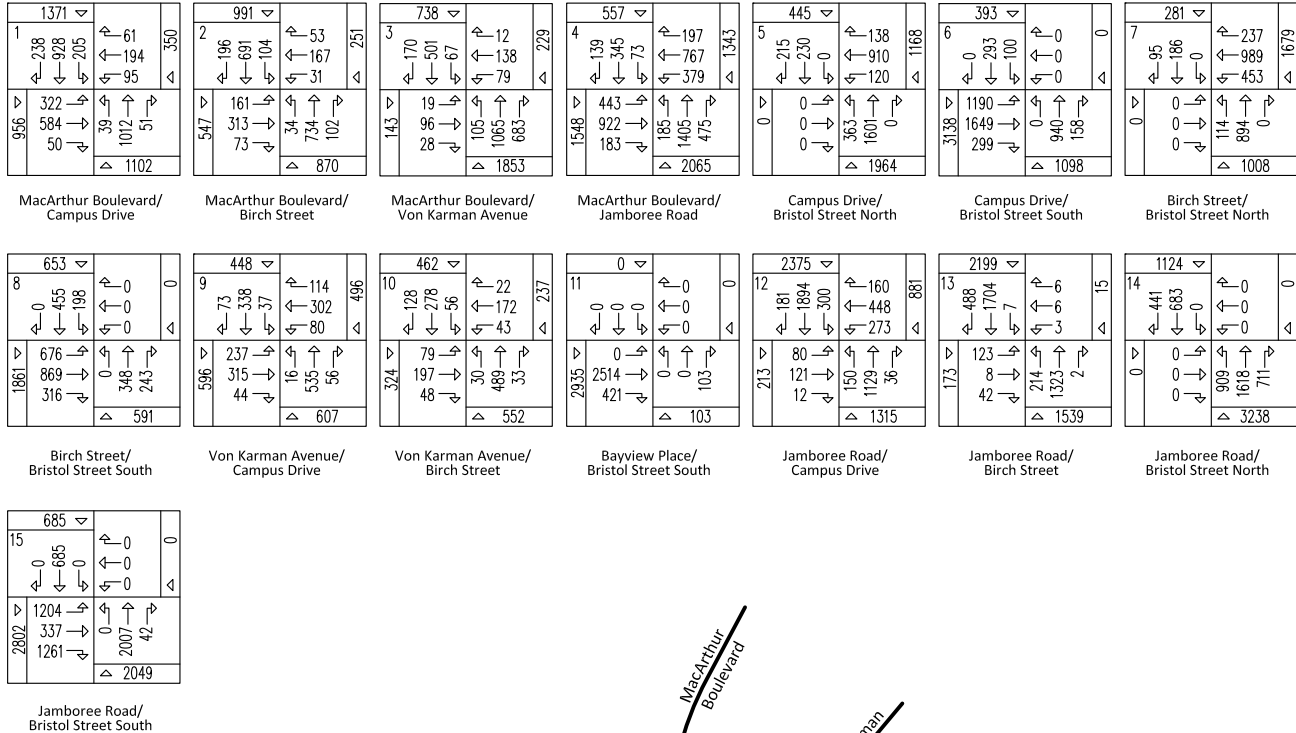 1371
1
238 928 205
61
194
95
350
956
322
584
50
39 1012 51
1102
MacArthur Boulevard/
Campus Drive
991
2
196 691 104
53
167
31
251
547
161
313
73
34 734 102
870
MacArthur Boulevard/
Birch Street
738
3
170 501 67
12
138
79
229
143
19
96
28
105 1065 683
1853
MacArthur Boulevard/
Von Karman Avenue
557
4
139 345 73
197
767
379
1343
1548
443
922
183
185 1405 475
2065
MacArthur Boulevard/
Jamboree Road
445
5
215 230 0
138
910
120
1168
0
0
0
0
363 1601 0
1964
Campus Drive/
Bristol Street North
393
6
0 293 100
0
0
0
0
3138
1190
1649
299
0 940 158
1098
Campus Drive/
Bristol Street South
281
7
95 186 0
237
989
453
1679
0
0
0
0
114 894 0
1008
Birch Street/
Bristol Street North
653
8
0 455 198
0
0
0
0
1861
676
869
316
0 348 243
591
Birch Street/
Bristol Street South
448
9
73 338 37
114
302
80
496
596
237
315
44
16 535 56
607
Von Karman Avenue/
Campus Drive
462
10
128 278 56
22
172
43
237
324
79
197
48
30 489 33
552
Von Karman Avenue/
Birch Street
0
11
0 0 0
0
0
0
0
2935
0
2514
421
0 0 103
103
Bayview Place/
Bristol Street South
2375
12
181 1894 300
160
448
273
881
213
80
121
12
150 1129 36
1315
Jamboree Road/
Campus Drive
2199
13
488 1704 7
6
6
3
15
173
123
8
42
214 1323 2
1539
Jamboree Road/
Birch Street
1124
14
441 683 0
0
0
0
0
0
0
0
0
909 1618 711
3238
Jamboree Road/
Bristol Street North
685
15
0 685 0
0
0
0
0
2802
1204
337
1261
0 2007 42
2049
Jamboree Road/
Bristol Street South
MacArthur
Boulevard
man